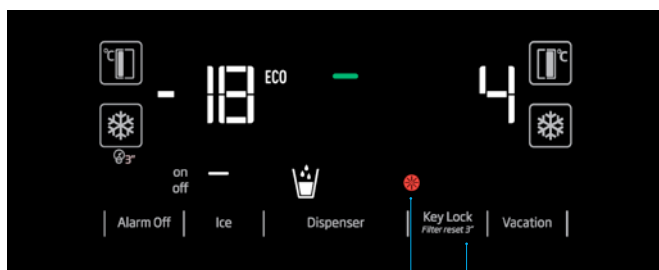 °C
°C
-18
ECO
4
3"
on
off
Alarm Off
Ice
Dispenser
Key Lock
Filter reset 3"
Vacation